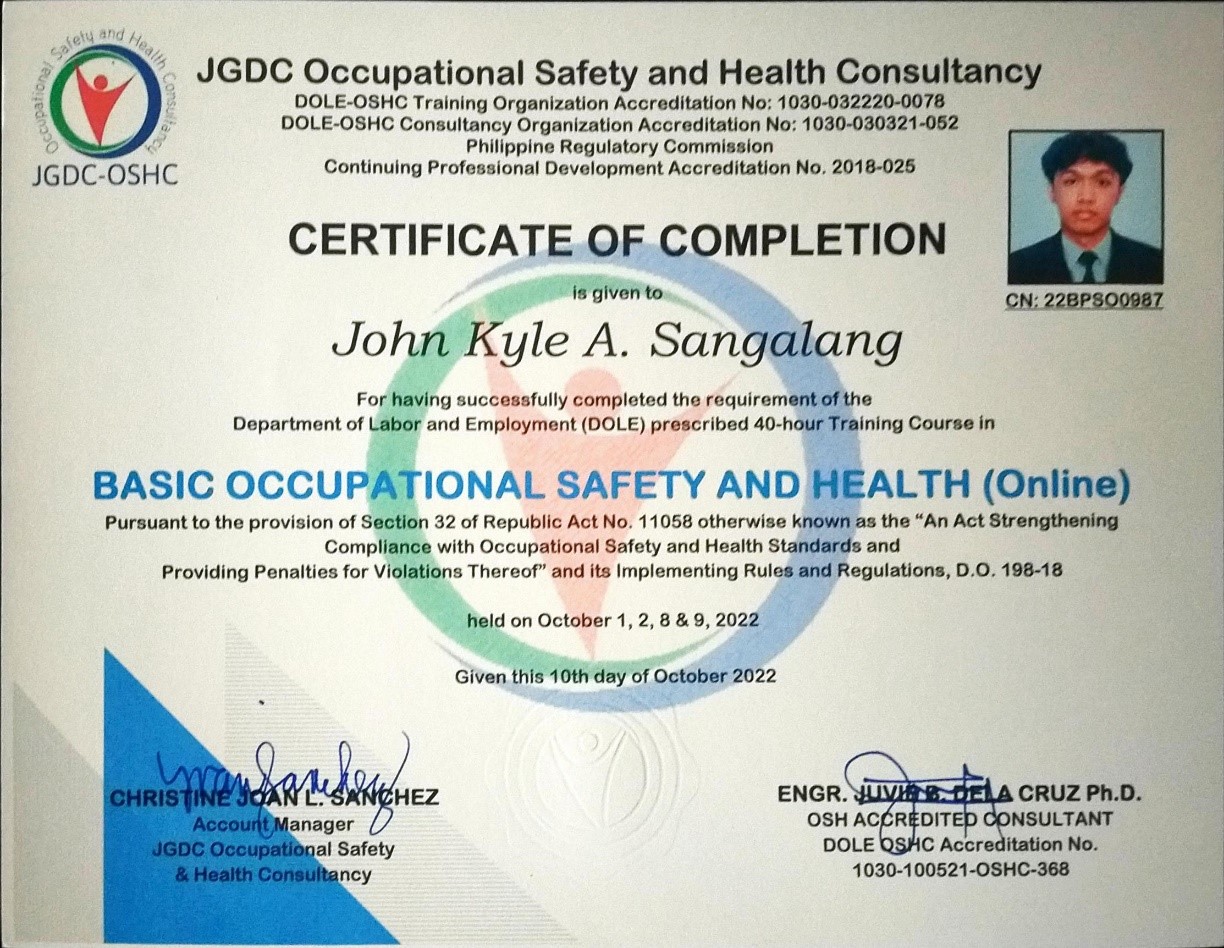 Occupational Safety and Health Consultancy
JGDC-OSHC
JGDC Occupational Safety and Health Consultancy
DOLE-OSHC Training Organization Accreditation No: 1030-032220-0078
DOLE-OSHC Consultancy Organization Accreditation No: 1030-030321-052
Philippine Regulatory Commission
Continuing Professional Development Accreditation No. 2018-025
CERTIFICATE OF COMPLETION
CN: 22BPSO0987
is given to
John Kyle A. Sangalang
For having successfully completed the requirement of the
Department of Labor and Employment (DOLE) prescribed 40-hour Training Course in
BASIC OCCUPATIONAL SAFETY AND HEALTH (Online)
Pursuant to the provision of Section 32 of Republic Act No. 11058 otherwise known as the “An Act Strengthening
Compliance with Occupational Safety and Health Standards and
Providing Penalties for Violations Thereof” and its Implementing Rules and Regulations, D.O. 198-18
held on October 1, 2, 8 & 9, 2022
Given this 10th day of October 2022
CHRISTINE JOAN L. SANCHEZ
Account Manager
JGDC Occupational Safety
& Health Consultancy
ENGR. JUVIE B. DELA CRUZ Ph.D.
OSH ACCREDITED CONSULTANT
DOLE OSHC Accreditation No.
1030-100521-OSHC-368